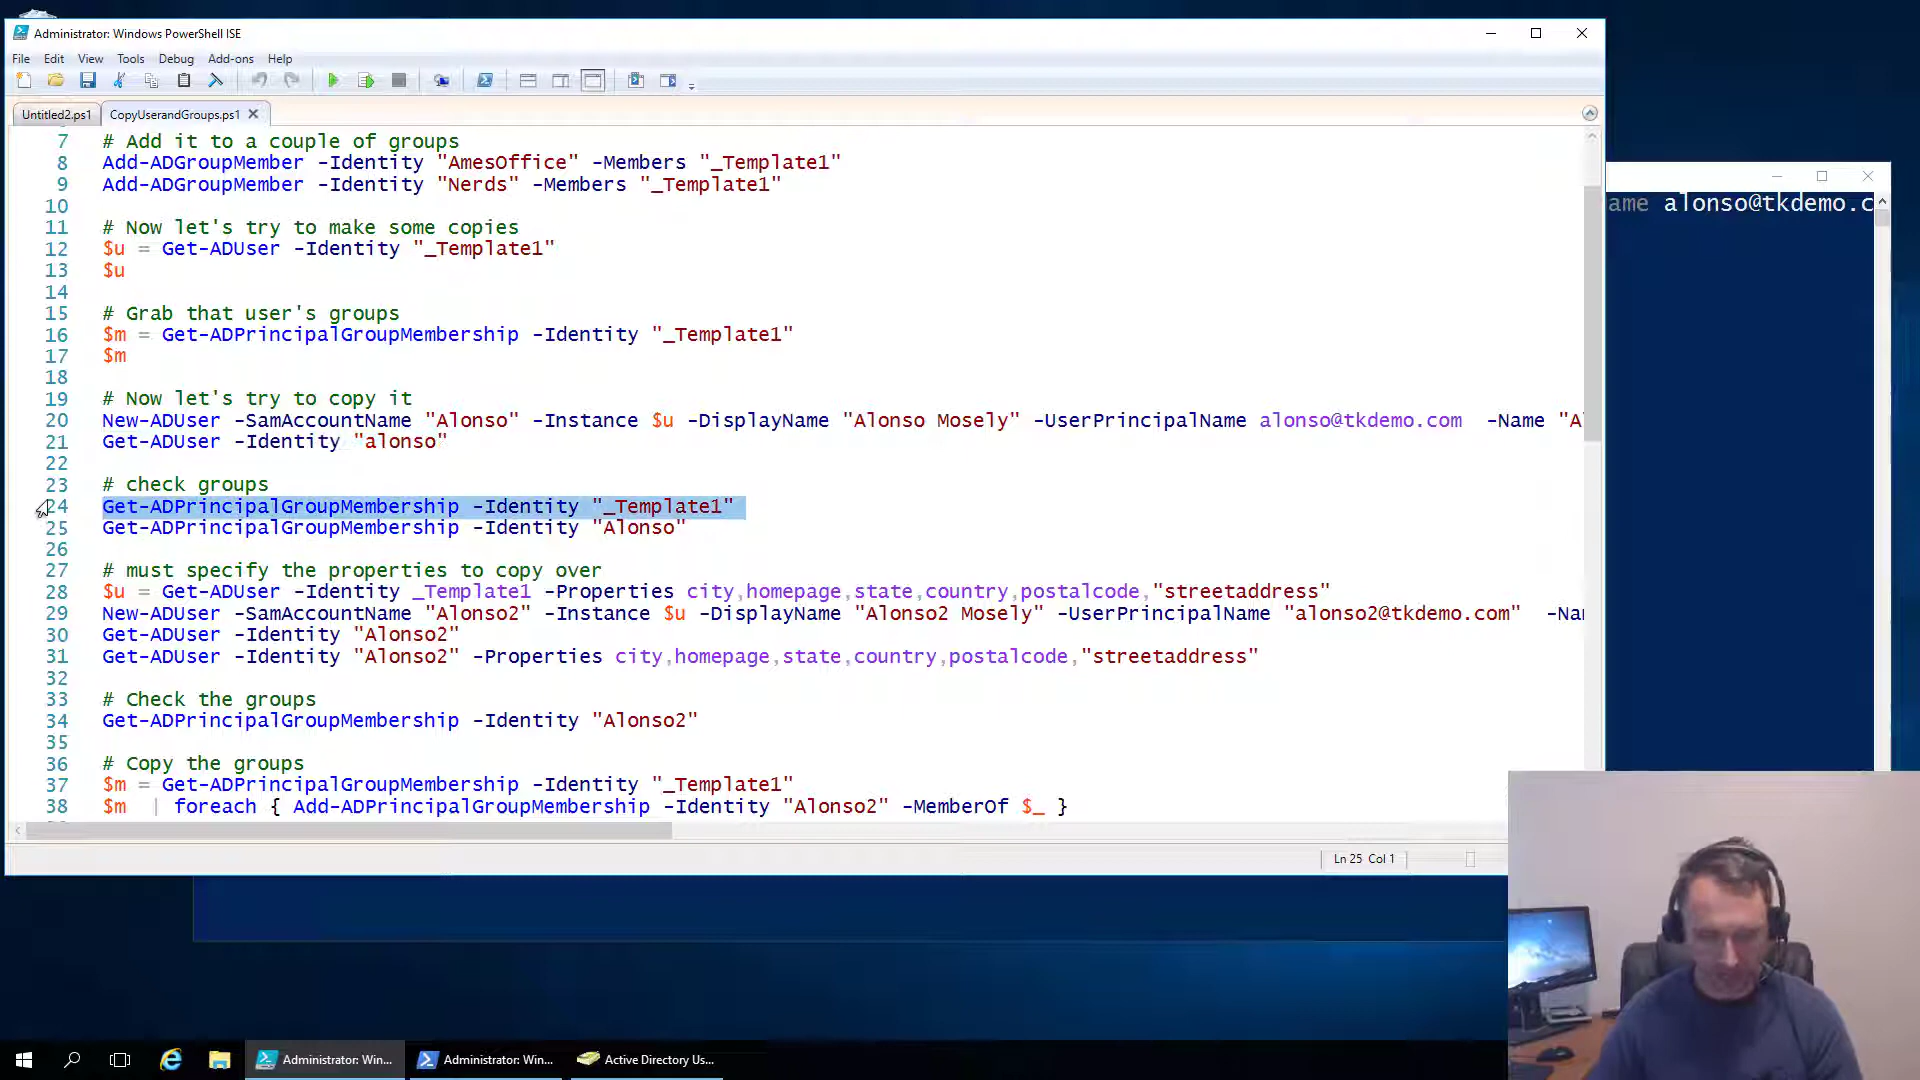 Administrator: Windows PowerShell ISE
File Edit View Tools Debug Add-ons Help
Untitled2.ps1 CopyUserandGroups.ps1
7 # Add it to a couple of groups
8 Add-ADGroupMember -Identity "AmesOffice" -Members "_Template1"
9 Add-ADGroupMember -Identity "Nerds" -Members "_Template1"
10
11 # Now let's try to make some copies
12 $u = Get-ADUser -Identity "_Template1"
13 $u
14
15 # Grab that user's groups
16 $m = Get-ADPrincipalGroupMembership -Identity "_Template1"
17 $m
18
19 # Now let's try to copy it
20 New-ADUser -SamAccountName "Alonso" -Instance $u -DisplayName "Alonso Mosely" -UserPrincipalName alonso@tkdemo.com -Name "A
21 Get-ADUser -Identity "alonso"
22
23 # check groups
24 Get-ADPrincipalGroupMembership -Identity "_Template1"
25 Get-ADPrincipalGroupMembership -Identity "Alonso"
26
27 # must specify the properties to copy over
28 $u = Get-ADUser -Identity _Template1 -Properties city,homepage,state,country,postalcode,"streetaddress"
29 New-ADUser -SamAccountName "Alonso2" -Instance $u -DisplayName "Alonso2 Mosely" -UserPrincipalName "alonso2@tkdemo.com" -Na
30 Get-ADUser -Identity "Alonso2"
31 Get-ADUser -Identity "Alonso2" -Properties city,homepage,state,country,postalcode,"streetaddress"
32
33 # Check the groups
34 Get-ADPrincipalGroupMembership -Identity "Alonso2"
35
36 # Copy the groups
37 $m = Get-ADPrincipalGroupMembership -Identity "_Template1"
38 $m | foreach { Add-ADPrincipalGroupMembership -Identity "Alonso2" -MemberOf $_ }
Ln 25 Col 1
ame alonso@tkdemo.c
Administrator: Win... Administrator: Win... Active Directory Us...